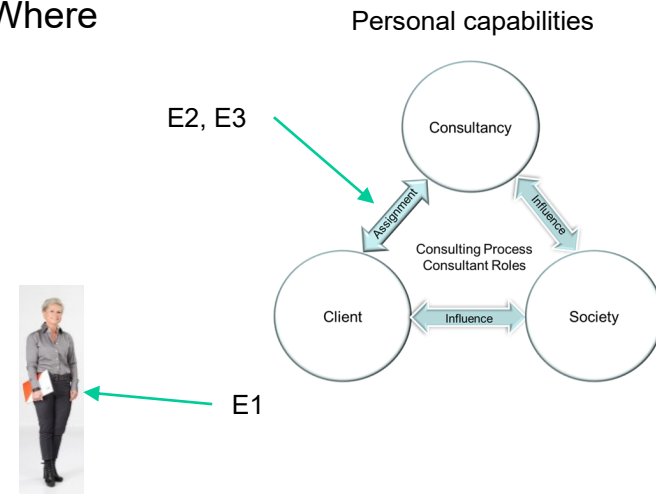 Where
Personal capabilities
E2, E3
Consultancy
Assignment
Influence
Consulting Process
Consultant Roles
Client
Influence
Society
E1